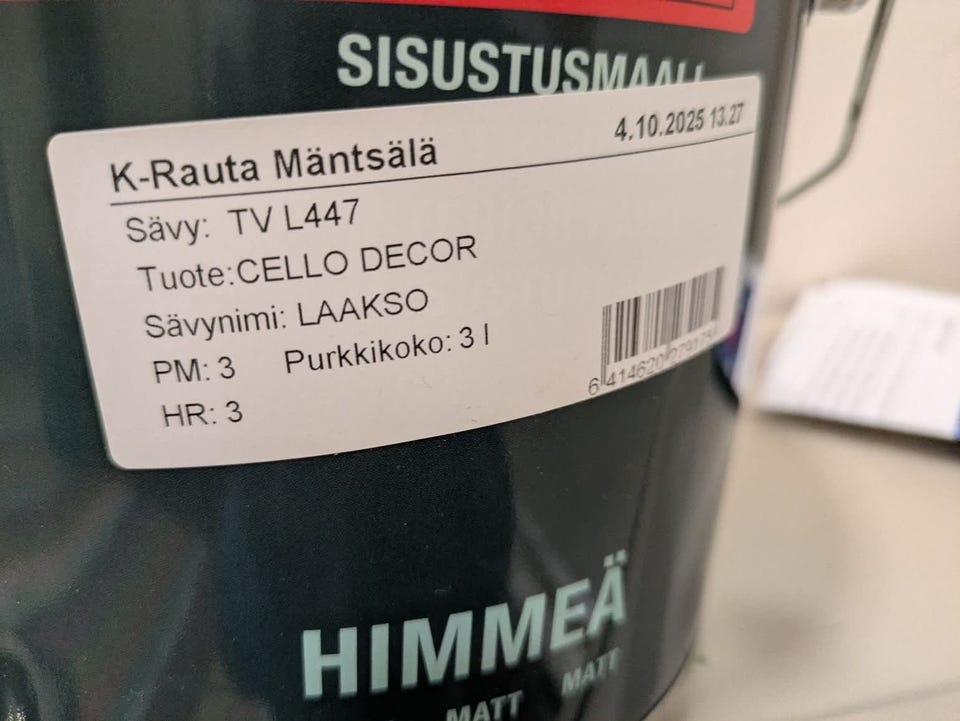 SISUSTUSMAALI
K-Rauta Mäntsälä 4.10.2025 13.27
Sävy: TV L447
Tuote:CELLO DECOR
Sävynimi: LAAKSO
PM: 3 Purkkikoko: 3 l
HR: 3
HIMMEÄ
MATT MATT